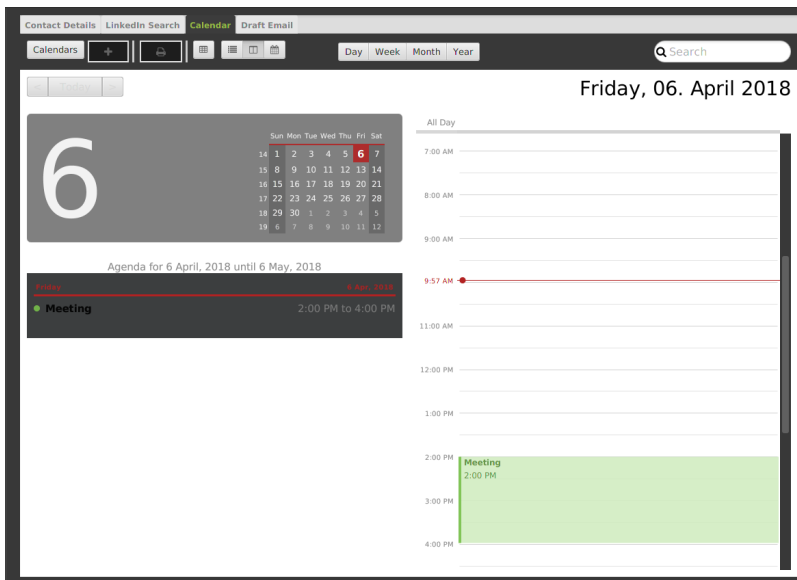 Contact Details LinkedIn Search Calendar Draft Email
Calendars + Day Week Month Year Search
< Today > Friday, 06. April 2018
6
Sun Mon Tue Wed Thu Fri Sat
14 1 2 3 4 5 6 7
15 8 9 10 11 12 13 14
16 15 16 17 18 19 20 21
17 22 23 24 25 26 27 28
18 29 30 1 2 3 4 5
19 6 7 8 9 10 11 12
Agenda for 6 April, 2018 until 6 May, 2018
Friday 6 Apr, 2018
Meeting 2:00 PM to 4:00 PM
All Day
7:00 AM
8:00 AM
9:00 AM
9:57 AM
11:00 AM
12:00 PM
1:00 PM
2:00 PM
Meeting
2:00 PM
3:00 PM
4:00 PM